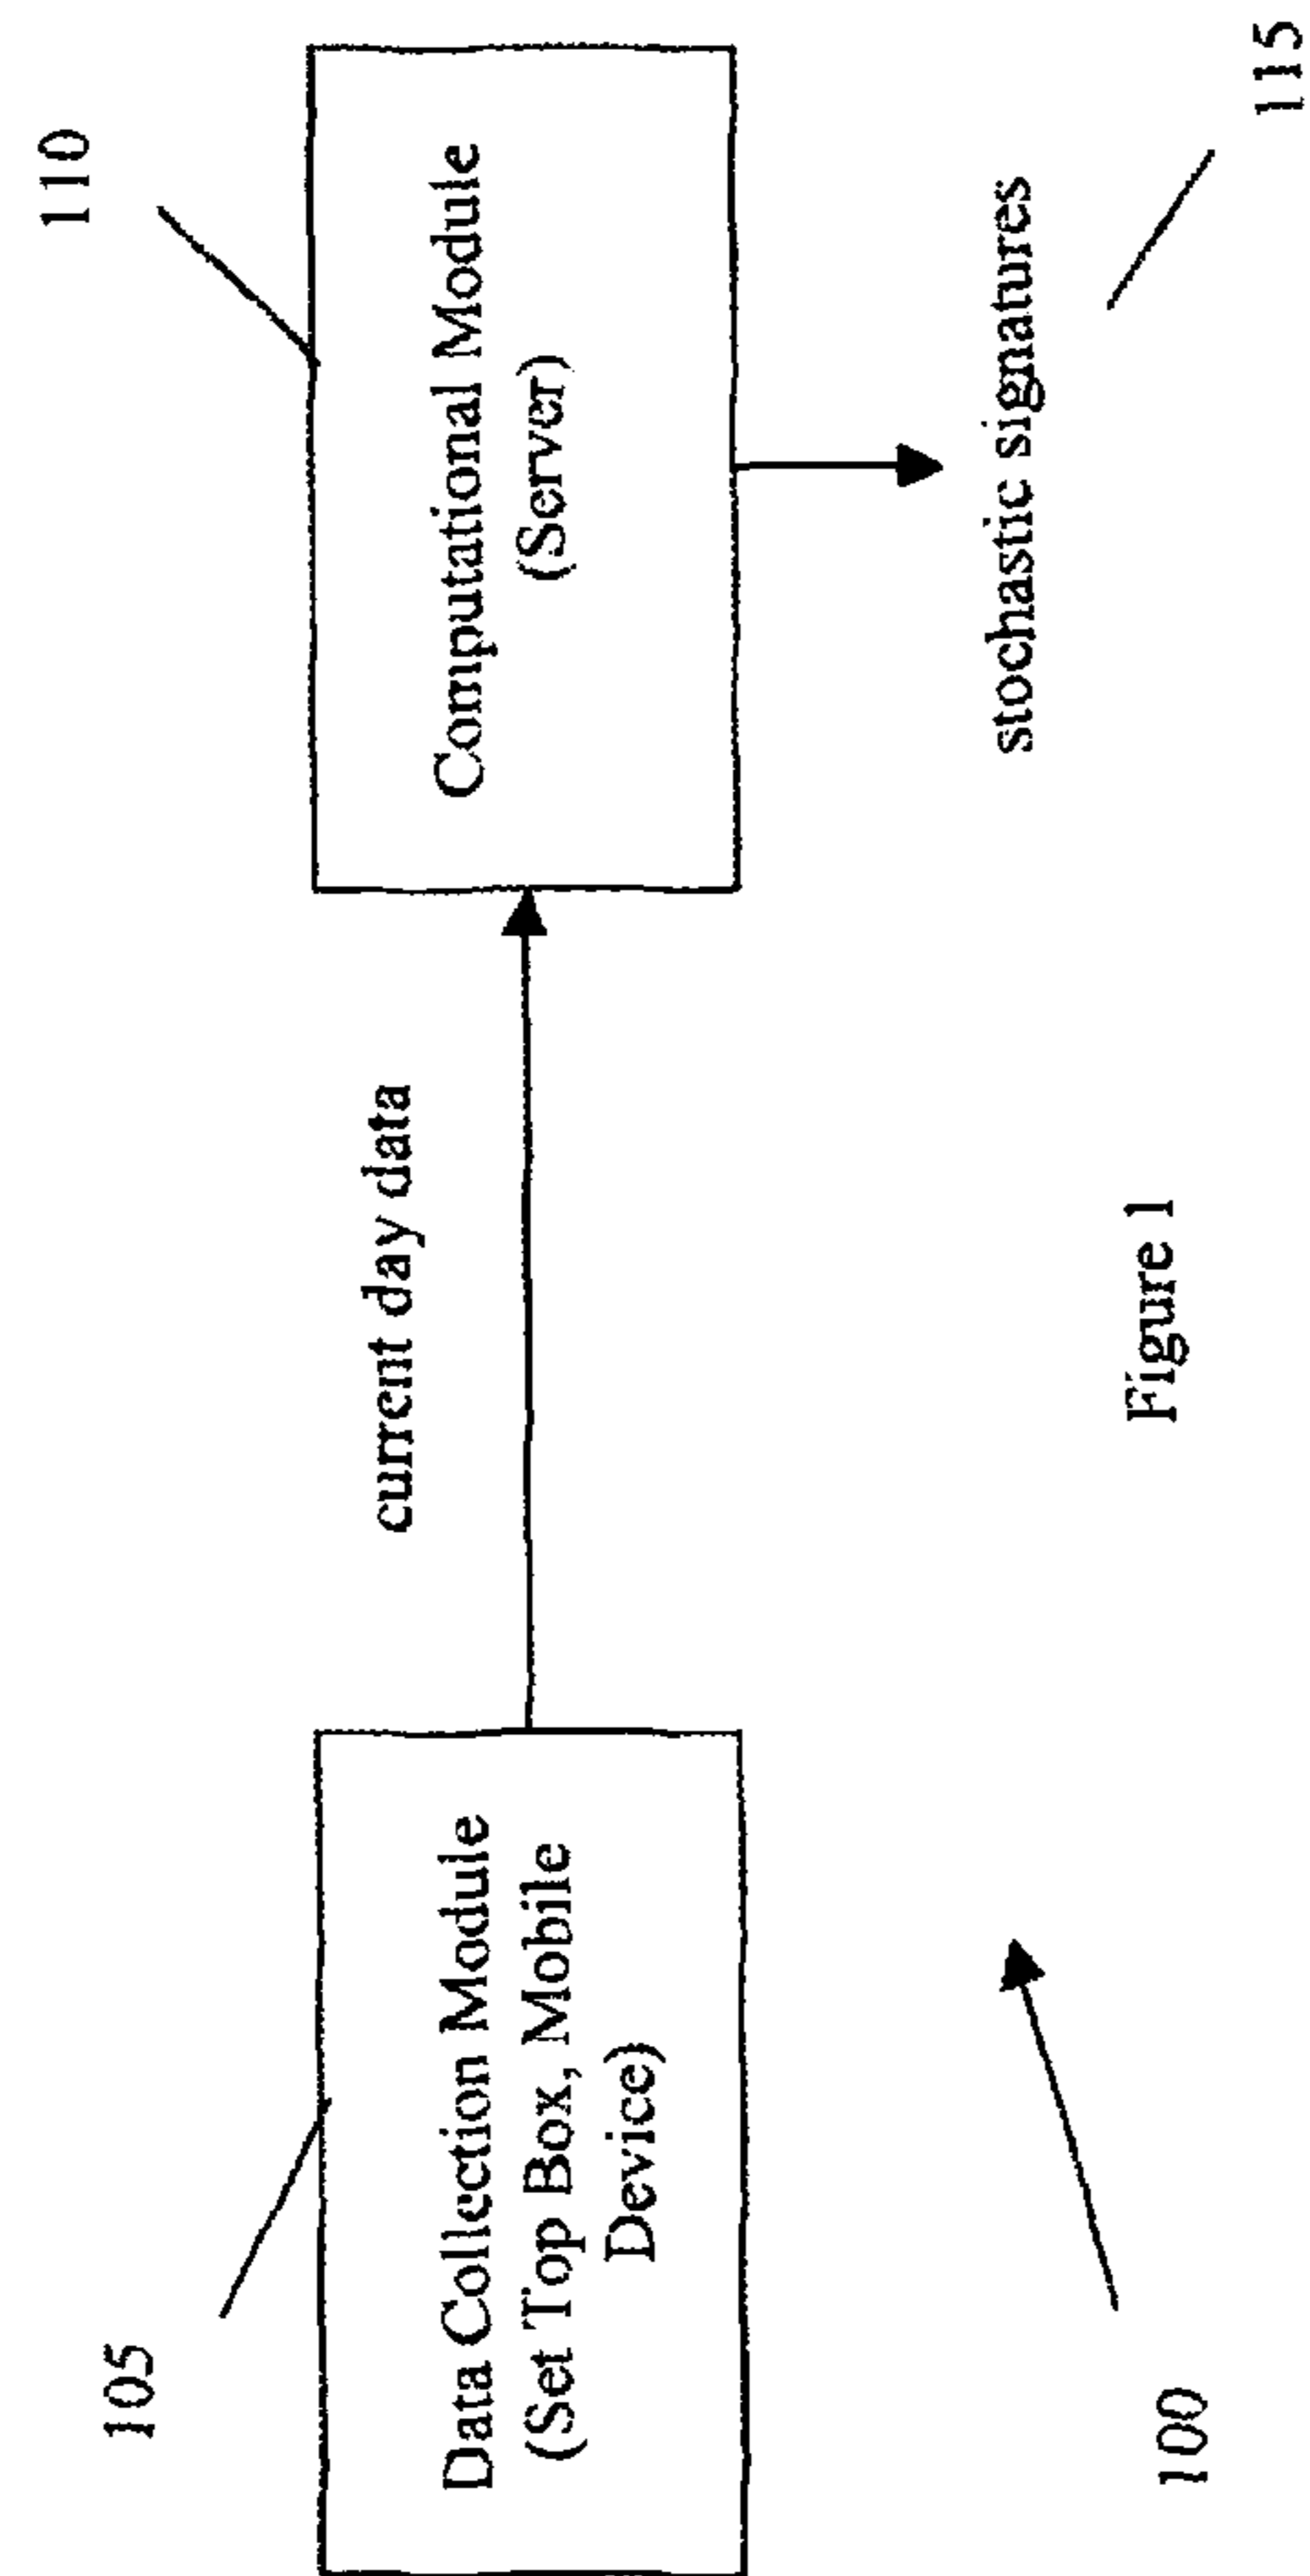 105
110
current day data
Data Collection Module
(Set Top Box, Mobile
Device)
Computational Module
(Server)
stochastic signatures
100
115
Figure 1